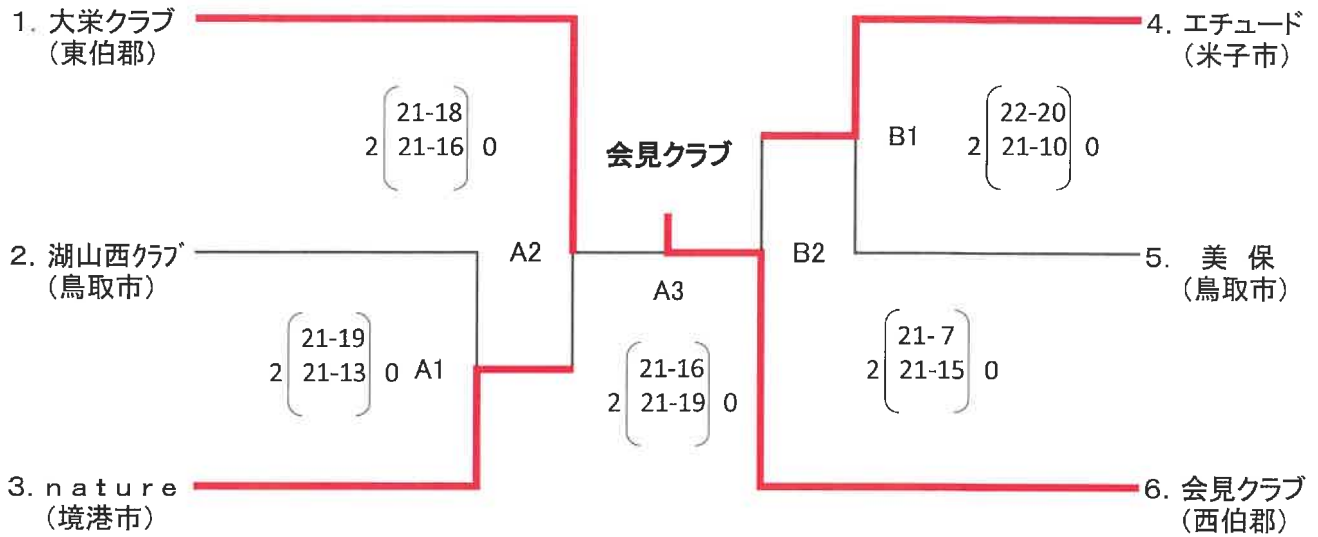 1. 大栄クラブ
(東伯郡)
4. エチュード
(米子市)
21-18
2 21-16 0
会見クラブ
B1
22-20
2 21-10 0
2. 湖山西クラブ
(鳥取市)
A2
B2
5. 美 保
(鳥取市)
A3
21-19
2 21-13 0 A1
21-16
2 21-19 0
21- 7
2 21-15 0
3. nature
(境港市)
6. 会見クラブ
(西伯郡)